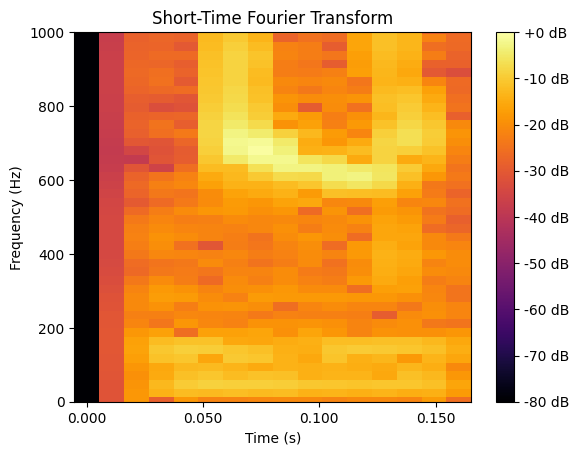 Short-Time Fourier Transform
1000
800
600
400
200
0
Frequency (Hz)
0.000
0.050
0.100
0.150
Time (s)
+0 dB
-10 dB
-20 dB
-30 dB
-40 dB
-50 dB
-60 dB
-70 dB
-80 dB